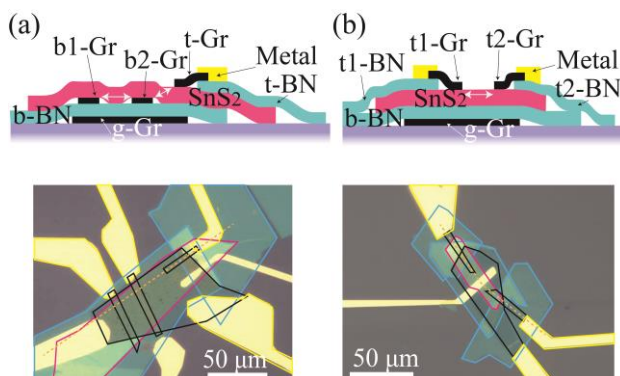 (a)
t-Gr
b1-Gr
b2-Gr
Metal
t-BN
SnS₂
b-BN
g-Gr
50 μm
(b)
t1-Gr
t2-Gr
t1-BN
Metal
SnS₂
t2-BN
b-BN
g-Gr
50 μm